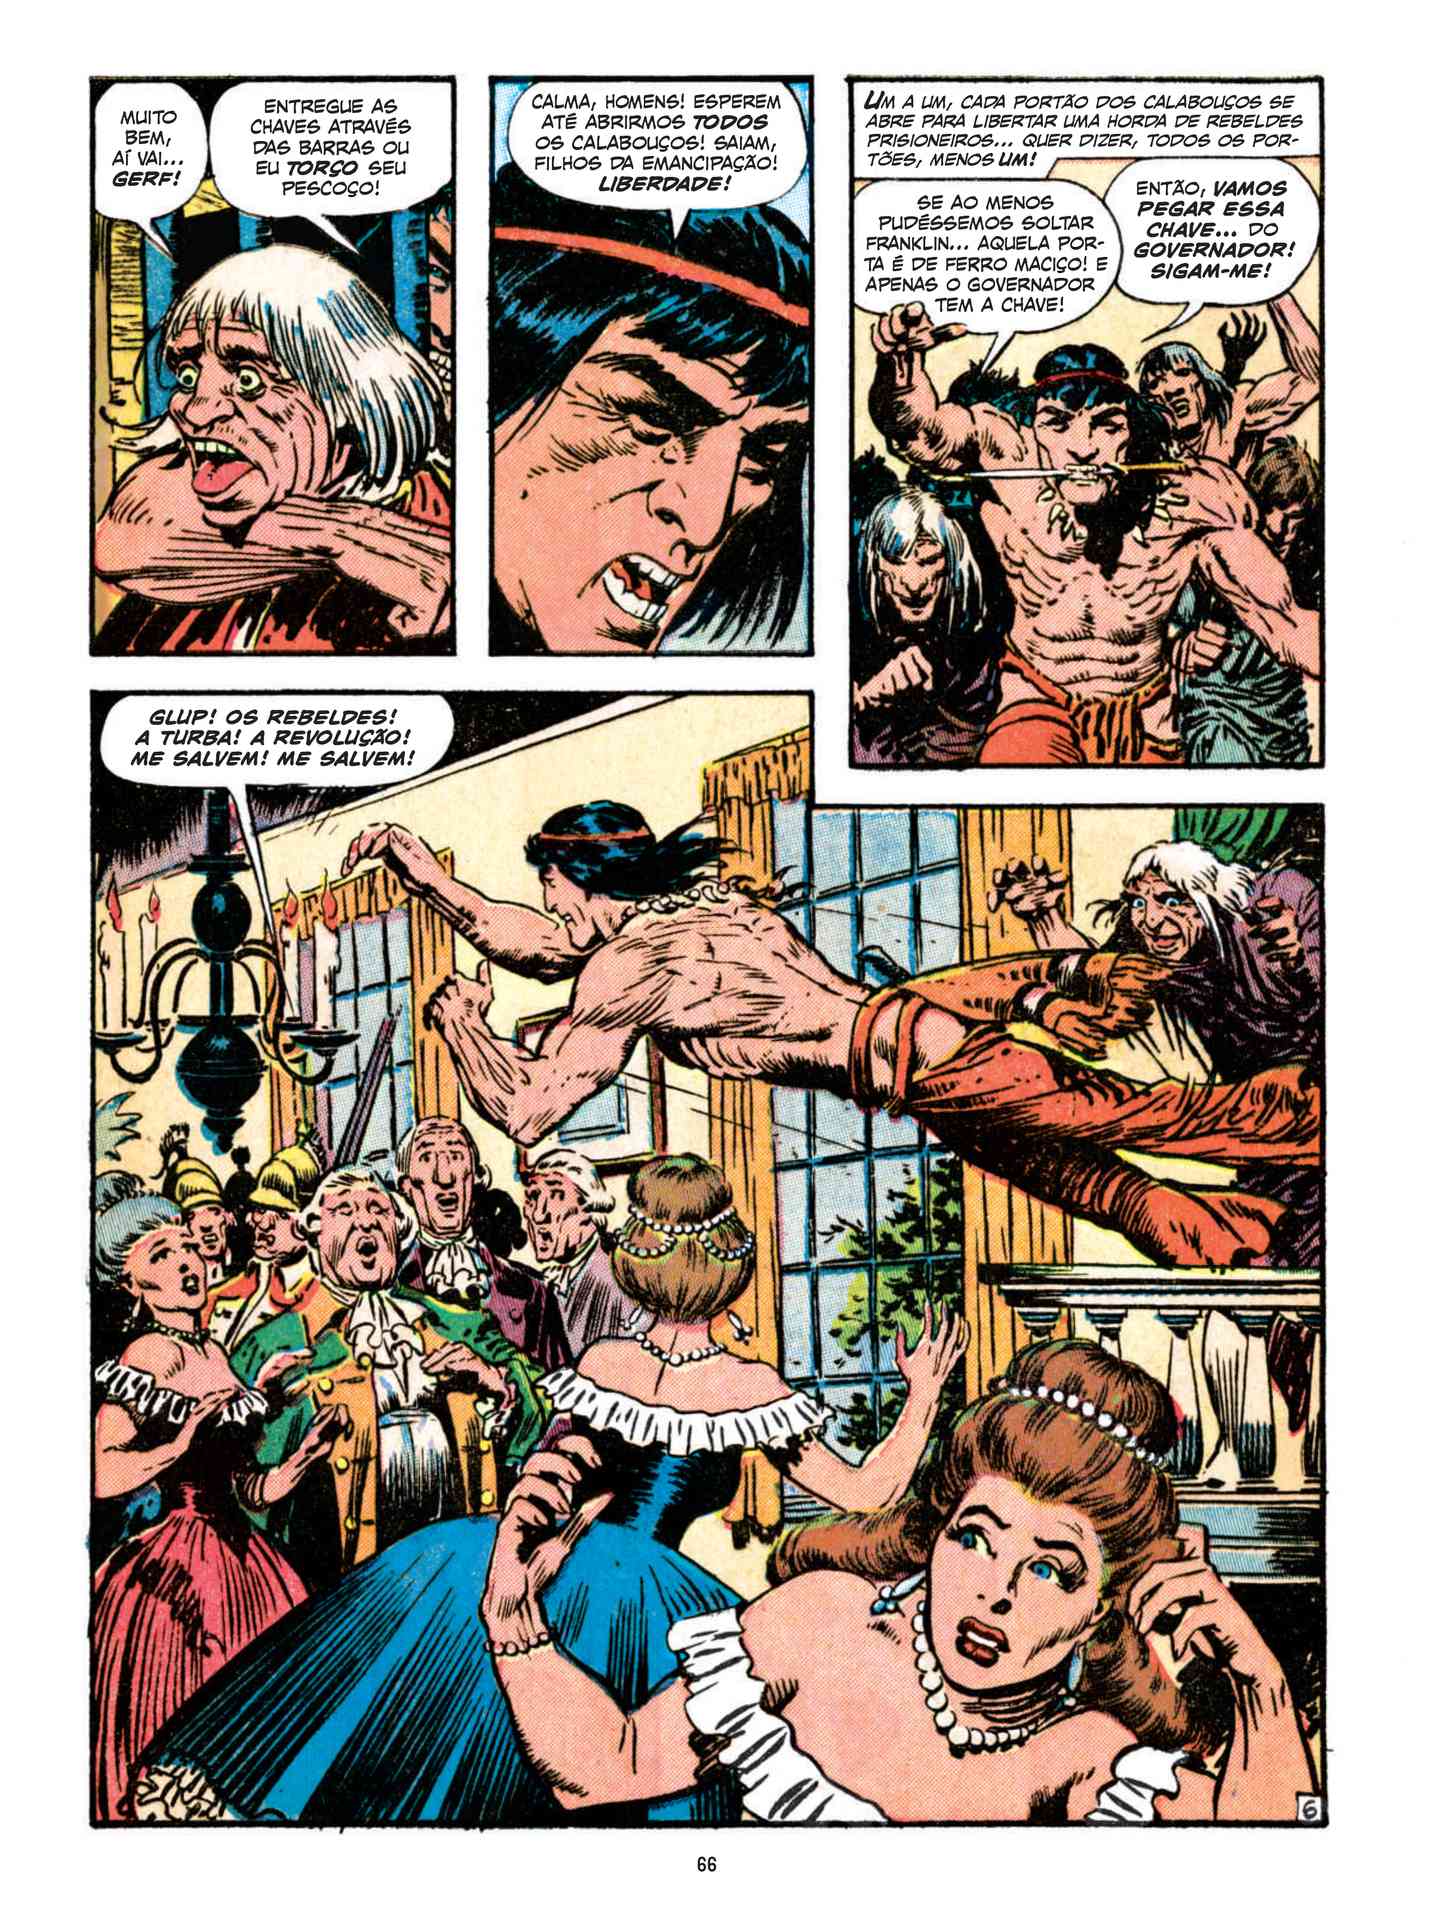 MUITO
BEM,
AÍ VAI...
GERF!
ENTREGUE AS
CHAVES ATRAVÉS
DAS BARRAS OU
EU TORÇO SEU
PESCOÇO!
CALMA, HOMENS! ESPEREM
ATÉ ABRIRMOS TODOS
OS CALABOUÇOS! SAIAM,
FILHOS DA EMANCIPAÇÃO!
LIBERDADE!
UM A UM, CADA PORTÃO DOS CALABOUÇOS SE
ABRE PARA LIBERTAR UMA HORDA DE REBELDES
PRISIONEIROS... QUER DIZER, TODOS OS POR-
TÕES, MENOS UM!
SE AO MENOS
PUDÉSSEMOS SOLTAR
FRANKLIN... AQUELA POR-
TA É DE FERRO MACIÇO! E
APENAS O GOVERNADOR
TEM A CHAVE!
ENTÃO, VAMOS
PEGAR ESSA
CHAVE... DO
GOVERNADOR!
SIGAM-ME!
GLUP! OS REBELDES!
A TURBA! A REVOLUÇÃO!
ME SALVEM! ME SALVEM!
6
66